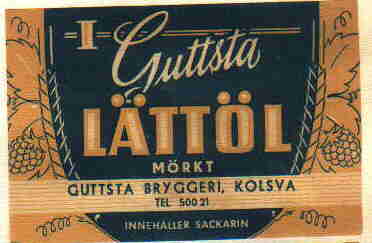 I
Guttsta
LÄTTÖL
MÖRKT
GUTTSTA BRYGGERI, KOLSVA
TEL 500 21
INNEHÅLLER SACKARIN